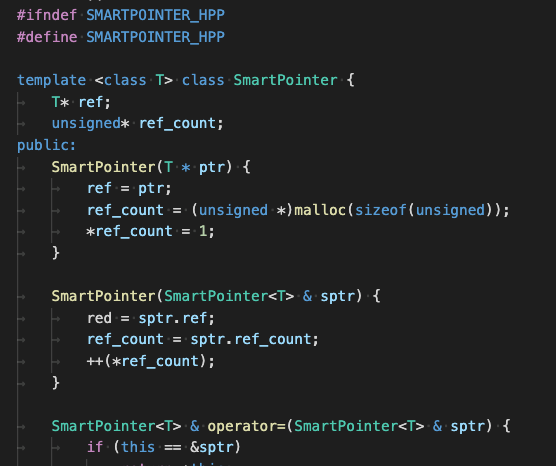 #ifndef SMARTPOINTER_HPP
#define SMARTPOINTER_HPP
template <class T> class SmartPointer {
T* ref;
unsigned* ref_count;
public:
SmartPointer(T * ptr) {
ref = ptr;
ref_count = (unsigned *)malloc(sizeof(unsigned));
*ref_count = 1;
}
SmartPointer(SmartPointer<T> & sptr) {
red = sptr.ref;
ref_count = sptr.ref_count;
++(*ref_count);
}
SmartPointer<T> & operator=(SmartPointer<T> & sptr) {
if (this == &sptr)